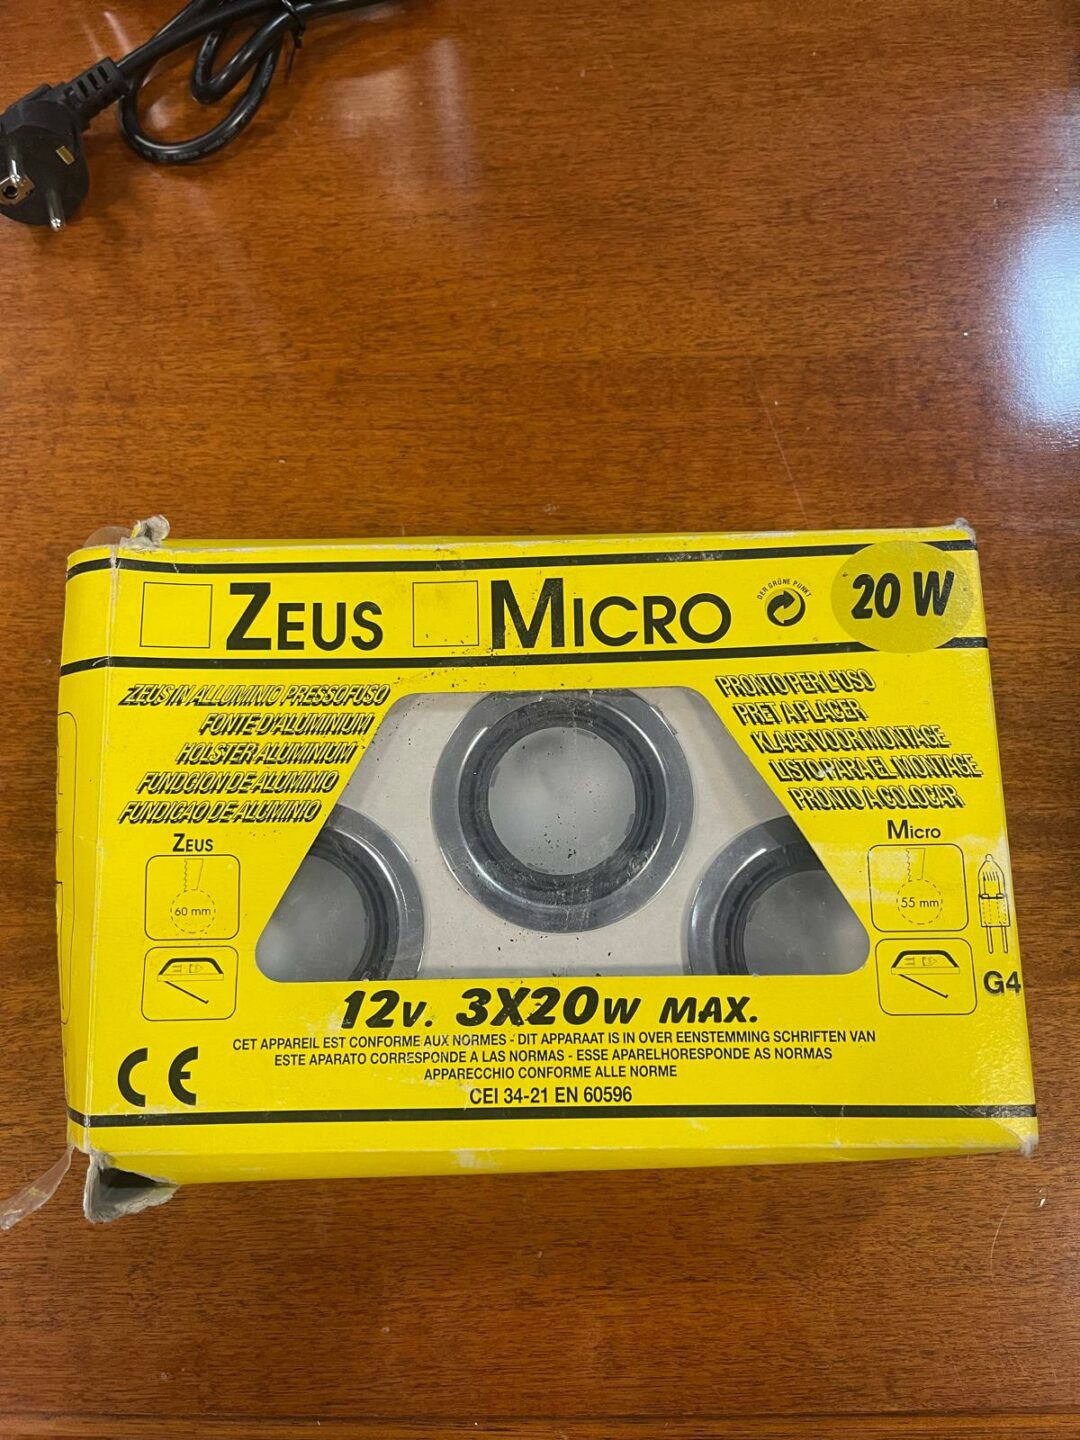 ZEUS MICRO
DER GRÜNE PUNKT
20 W
ZEUS IN ALLUMINIO PRESSOFUSO
FONTE D'ALUMINIUM
HOLSTER ALUMINIUM
FUNDCION DE ALUMINIO
FUNDICAO DE ALUMINIO
PRONTO PER L'USO
PRET A PLACER
KLAAR VOOR MONTAGE
LISTO PARA EL MONTAGE
PRONTO A COLOCAR
ZEUS
60 mm
MICRO
55 mm
G4
12V. 3X20W MAX.
CET APPAREIL EST CONFORME AUX NORMES - DIT APPARAAT IS IN OVER EENSTEMMING SCHRIFTEN VAN
ESTE APARATO CORRESPONDE A LAS NORMAS - ESSE APARELHORESPONDE AS NORMAS
APPARECCHIO CONFORME ALLE NORME
CEI 34-21 EN 60596
CE